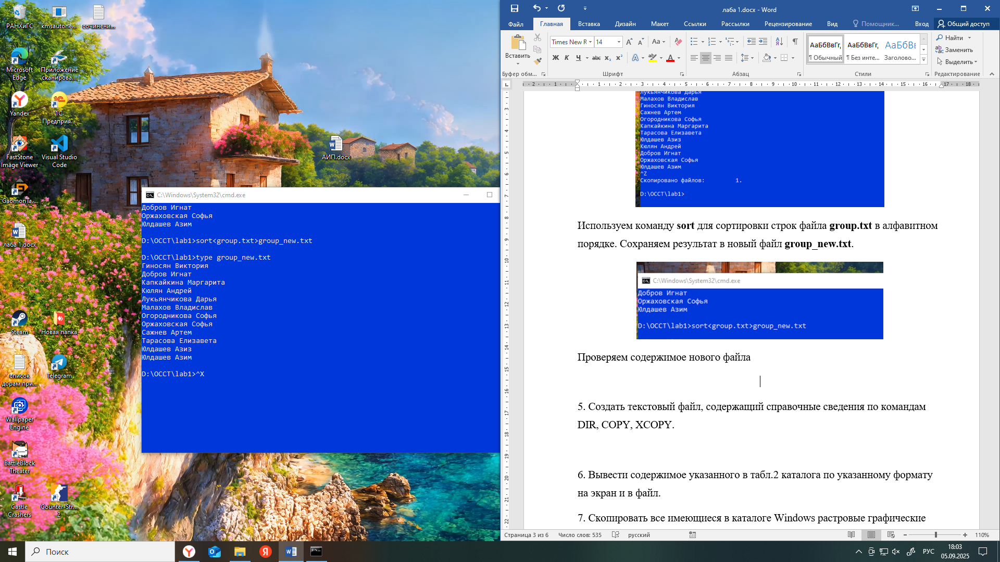 РАНХиГС
kmsautone...
сочинени...
Microsoft Edge
Приложение сканирова...
Yandex
1С Предприя...
FastStone Image Viewer
Visual Studio Code
GaomonTa...
лаба 1.docx
Steam
Новая папка
список дорам при...
Telegram
Wallpaper Engine
BattleBlock Theater
Castle Crashers
Counter-Str... 2
АИП.docx
C:\Windows\System32\cmd.exe
Добров Игнат
Оржаховская Софья
Юлдашев Азим
D:\ОССТ\lab1>sort<group.txt>group_new.txt
D:\ОССТ\lab1>type group_new.txt
Гиносян Виктория
Добров Игнат
Капкайкина Маргарита
Кюлян Андрей
Лукьянчикова Дарья
Малахов Владислав
Огородникова Софья
Оржаховская Софья
Сажнев Артем
Тарасова Елизавета
Юлдашев Азиз
Юлдашев Азим
D:\ОССТ\lab1>^X
лаба 1.docx - Word
Файл Главная Вставка Дизайн Макет Ссылки Рассылки Рецензирование Вид Помощник... Вход Общий доступ
Вставить
Times New R 14
Ж К Ч abc x₂ x²
АаБбВвГг, АаБбВвГг, АаБбВв
¶ Обычный ¶ Без инте... Заголово...
Найти
Заменить
Выделить
Буфер обм... Шрифт Абзац Стили Редактирование
Лукьянчикова Дарья
Малахов Владислав
Гиносян Виктория
Сажнев Артем
Огородникова Софья
Капкайкина Маргарита
Тарасова Елизавета
Юлдашев Азиз
Кюлян Андрей
Добров Игнат
Оржаховская Софья
Юлдашев Азим
^Z
Скопировано файлов: 1.
D:\ОССТ\lab1>
Используем команду sort для сортировки строк файла group.txt в алфавитном
порядке. Сохраняем результат в новый файл group_new.txt.
C:\Windows\System32\cmd.exe
Добров Игнат
Оржаховская Софья
Юлдашев Азим
D:\ОССТ\lab1>sort<group.txt>group_new.txt
Проверяем содержимое нового файла
5. Создать текстовый файл, содержащий справочные сведения по командам
DIR, COPY, XCOPY.
6. Вывести содержимое указанного в табл.2 каталога по указанному формату
на экран и в файл.
7. Скопировать все имеющиеся в каталоге Windows растровые графические
Страница 3 из 6 Число слов: 535 русский 110%
Поиск
РУС
18:03
05.09.2025